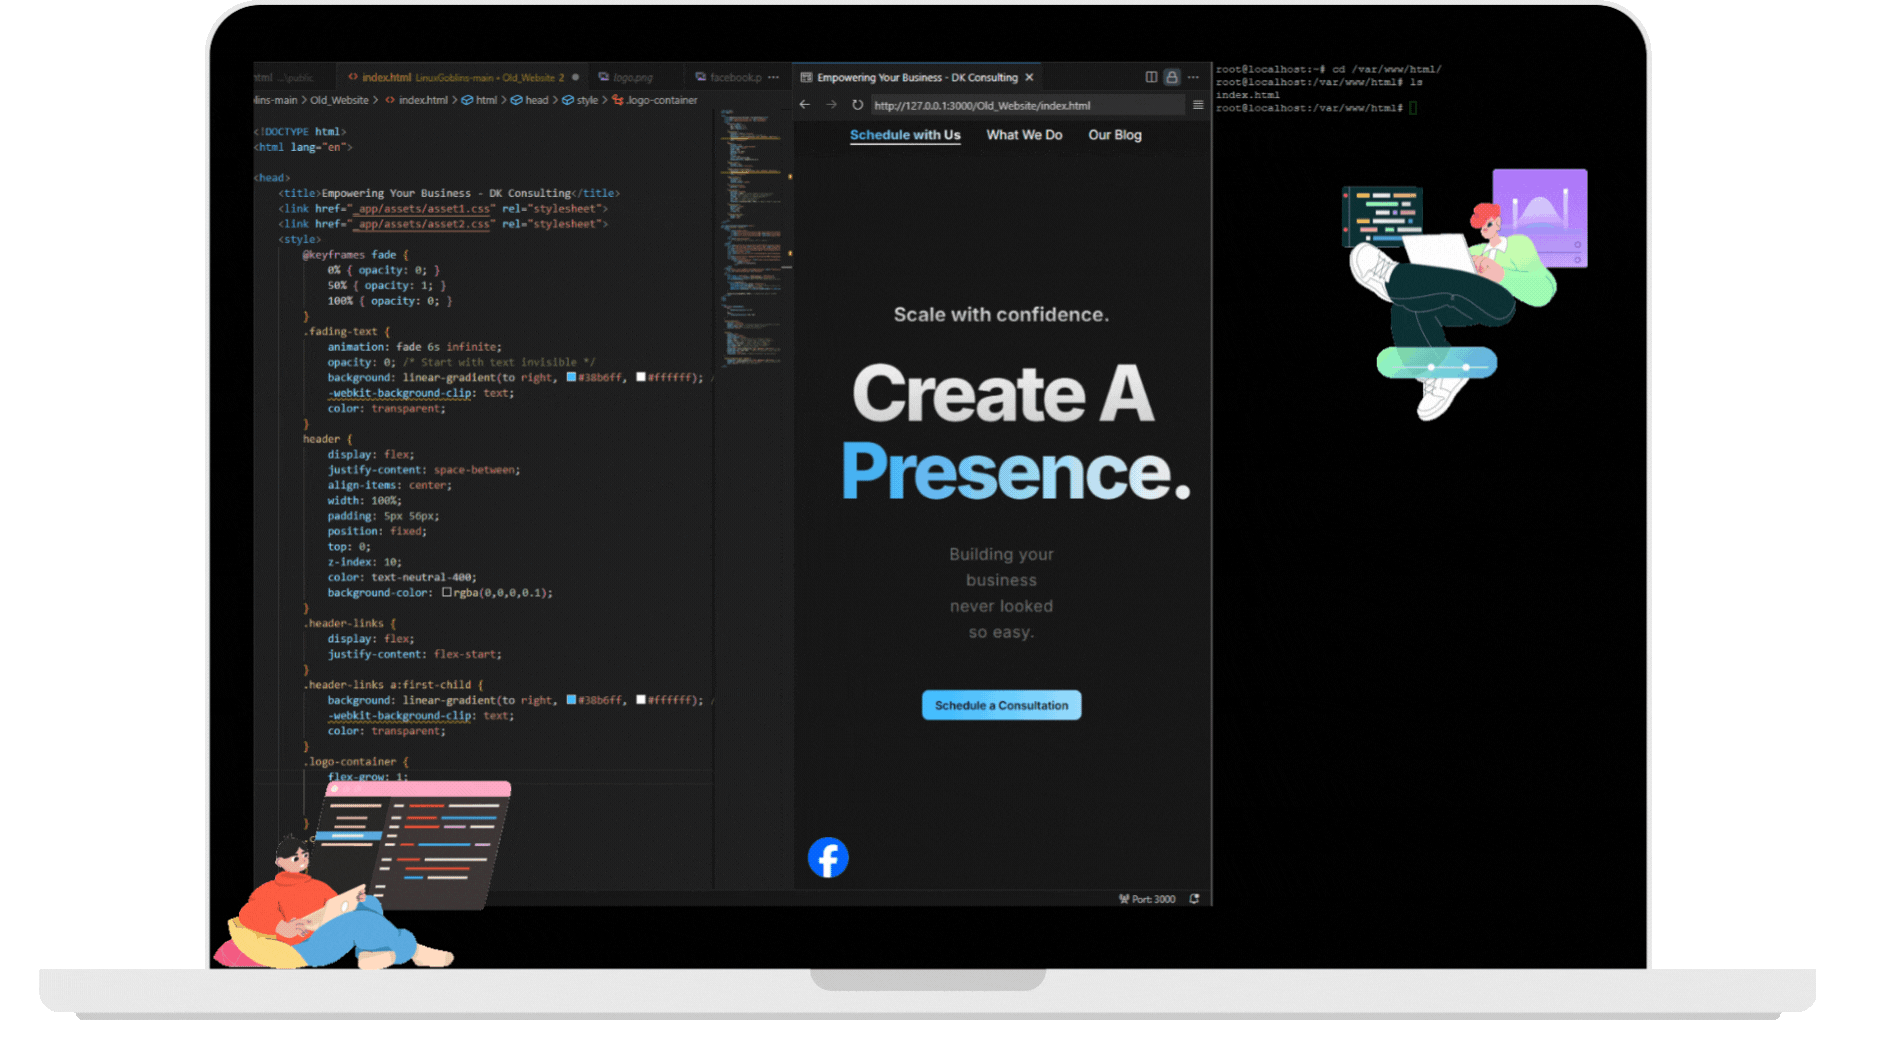 html ...\public.
<> index.html LinuxGoblins-main • Old_Website 2 ●
logo.png
facebook.p ...
lins-main > Old_Website > <> index.html > html > head > style > .logo-container
<!DOCTYPE html>
<html lang="en">
<head>
<title>Empowering Your Business - DK Consulting</title>
<link href="_app/assets/asset1.css" rel="stylesheet">
<link href="_app/assets/asset2.css" rel="stylesheet">
<style>
@keyframes fade {
0% { opacity: 0; }
50% { opacity: 1; }
100% { opacity: 0; }
}
.fading-text {
animation: fade 6s infinite;
opacity: 0; /* Start with text invisible */
background: linear-gradient(to right, #38b6ff, #ffffff); /
-webkit-background-clip: text;
color: transparent;
}
header {
display: flex;
justify-content: space-between;
align-items: center;
width: 100%;
padding: 5px 56px;
position: fixed;
top: 0;
z-index: 10;
color: text-neutral-400;
background-color: rgba(0,0,0,0.1);
}
.header-links {
display: flex;
justify-content: flex-start;
}
.header-links a:first-child {
background: linear-gradient(to right, #38b6ff, #ffffff); /
-webkit-background-clip: text;
color: transparent;
}
.logo-container {
flex-grow: 1;
}
Empowering Your Business - DK Consulting
http://127.0.0.1:3000/Old_Website/index.html
Schedule with Us What We Do Our Blog
Scale with confidence.
Create A
Presence.
Building your
business
never looked
so easy.
Schedule a Consultation
Port: 3000
root@localhost:~# cd /var/www/html/
root@localhost:/var/www/html# ls
index.html
root@localhost:/var/www/html#